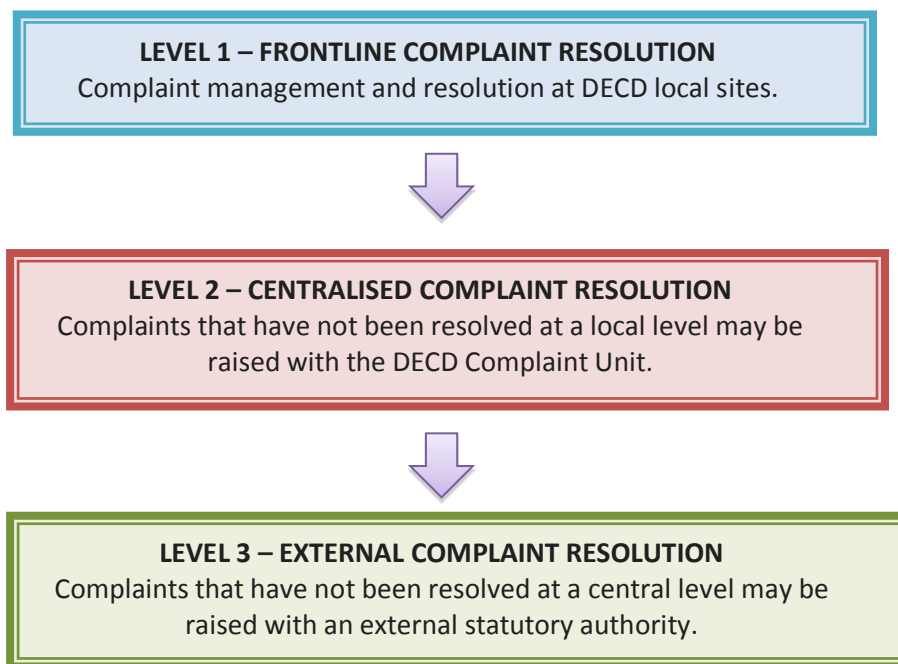 LEVEL 1 – FRONTLINE COMPLAINT RESOLUTION
Complaint management and resolution at DECD local sites.
LEVEL 2 – CENTRALISED COMPLAINT RESOLUTION
Complaints that have not been resolved at a local level may be
raised with the DECD Complaint Unit.
LEVEL 3 – EXTERNAL COMPLAINT RESOLUTION
Complaints that have not been resolved at a central level may be
raised with an external statutory authority.